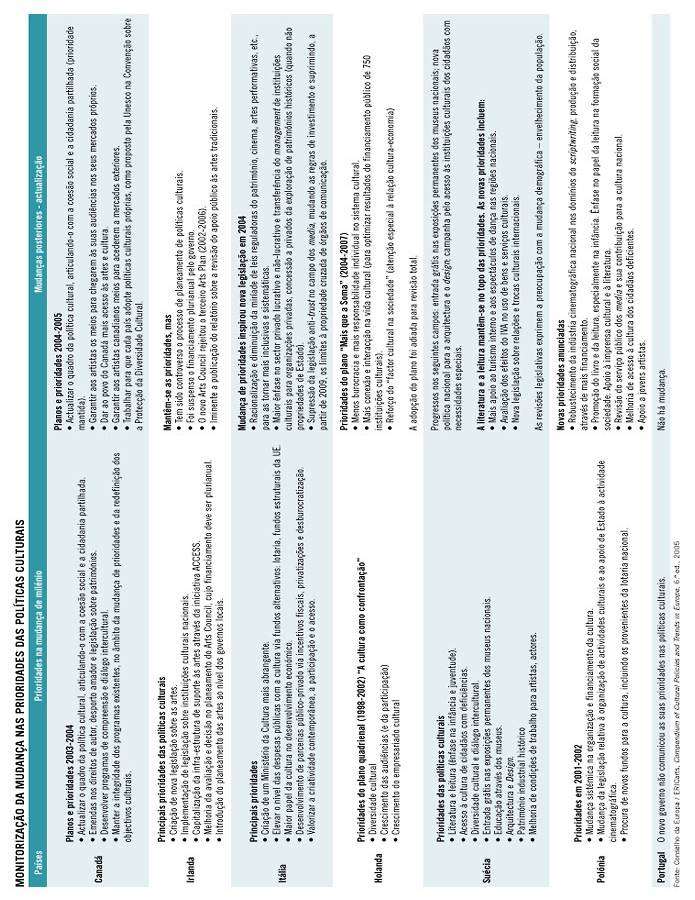 MONITORIZAÇÃO DA MUDANÇA NAS PRIORIDADES DAS POLÍTICAS CULTURAIS
Países
Prioridades na mudança de milénio
Mudanças posteriores - actualização
Canadá
Planos e prioridades 2003-2004
• Actualizar o quadro da política cultural, articulando-o com a coesão social e a cidadania partilhada.
• Emendas nos direitos de autor, desporto amador e legislação sobre patrimónios.
• Desenvolver programas de compreensão e diálogo intercultural.
• Manter a integridade dos programas existentes, no âmbito da mudança de prioridades e da redefinição dos
objectivos culturais.
Planos e prioridades 2004-2005
• Actualizar o quadro da política cultural, articulando-o com a coesão social e a cidadania partilhada (prioridade
mantida).
• Garantir aos artistas os meios para chegarem às suas audiências nos seus mercados próprios.
• Dar ao povo do Canadá mais acesso às artes e cultura.
• Garantir aos artistas canadianos meios para acederem a mercados exteriores.
• Trabalhar para que cada país adopte políticas culturais próprias, como proposto pela Unesco na Convenção sobre
a Protecção da Diversidade Cultural.
Irlanda
Principais prioridades das políticas culturais
• Criação de nova legislação sobre as artes.
Implementação de legislação sobre instituições culturais nacionais.
• Capitalização da infra-estrutura de suporte às artes através da iniciativa ACCESS.
• Melhoria da avaliação e decisão no planeamento do Arts Council, cujo financiamento deve ser plurianual.
• Introdução do planeamento das artes ao nível dos governos locais.
Mantêm-se as prioridades, mas
• Tem sido controverso o processo de planeamento de políticas culturais.
• Foi suspenso o financiamento plurianual pelo governo.
• O novo Arts Council rejeitou o terceiro Arts Plan (2002-2006).
• Iminente a publicação do relatório sobre a revisão do apoio público às artes tradicionais.
Itália
Principais prioridades
• Criação de um Ministério da Cultura mais abrangente.
• Elevar o nível das despesas públicas com a cultura via fundos alternativos: lotaria, fundos estruturais da UE.
• Maior papel da cultura no desenvolvimento económico.
• Desenvolvimento de parcerias público-privado via incentivos fiscais, privatizações e desburocratização.
• Valorizar a criatividade contemporânea, a participação e o acesso.
Mudança de prioridades inspirou nova legislação em 2004
• Racionalização e diminuição da miríade de leis reguladoras do património, cinema, artes performativas, etc.,
para as tornar mais inclusivas e sistemáticas.
• Maior ênfase no sector privado lucrativo e não-lucrativo e transferência do management de instituições
culturais para organizações privadas, concessão a privados da exploração de patrimónios históricos (quando não
propriedades de Estado).
• Supressão da legislação anti-trust no campo dos media, mudando as regras de investimento e suprimindo, a
partir de 2009, os limites à propriedade cruzada de órgãos de comunicação.
Holanda
Prioridades do plano quadrienal (1998-2002) "A cultura como confrontação"
• Diversidade cultural
• Crescimento das audiências (e da participação)
• Crescimento do empresariado cultural
Prioridades do plano "Mais que a Soma" (2004-2007)
• Menos burocracia e mais responsabilidade individual no sistema cultural.
• Mais conexão e interacção na vida cultural (para optimizar resultados do financiamento público de 750
instituições culturais).
• Reforço do "factor cultural na sociedade" (atenção especial à relação cultura-economia)
A adopção do plano foi adiada para revisão total.
Suécia
Prioridades das políticas culturais
• Literatura e leitura (ênfase na infância e juventude).
Acesso à cultura de cidadãos com deficiências.
• Diversidade cultural e diálogo intercultural.
• Entrada grátis nas exposições permanentes dos museus nacionais.
• Educação através dos museus.
• Arquitectura e Design.
Património industrial histórico
• Melhoria de condições de trabalho para artistas, actores.
Progressos nos seguintes campos: entrada grátis nas exposições permanentes dos museus nacionais; nova
política nacional para a arquitectura e o design; campanha pelo acesso às instituições culturais dos cidadãos com
necessidades especiais.
A literatura e a leitura mantêm-se no topo das prioridades. As novas prioridades incluem:
• Mais apoio ao turismo interno e aos espectáculos de dança nas regiões nacionais.
• Avaliação dos efeitos do IVA no custo de bens e serviços culturais.
• Nova legislação sobre relações e trocas culturais internacionais.
As revisões legislativas exprimem a preocupação com a mudança demográfica – envelhecimento da população.
Polónia
Prioridades em 2001-2002
• Mudança sistémica na organização e financiamento da cultura.
• Mudança da legislação relativa à organização de actividades culturais e ao apoio de Estado à actividade
cinematográfica.
• Procura de novos fundos para a cultura, incluindo os provenientes da lotaria nacional.
Novas prioridades anunciadas
• Robustecimento da indústria cinematográfica nacional nos domínios do scriptwriting, produção e distribuição,
através de mais financiamento.
• Promoção do livro e da leitura, especialmente na infância. Ênfase no papel da leitura na formação social da
sociedade. Apoio à imprensa cultural e à literatura.
• Revisão do serviço público dos media e sua contribuição para a cultura nacional.
• Melhoria de acesso à cultura dos cidadãos deficientes.
• Apoio a jovens artistas.
Portugal
O novo governo não comunicou as suas prioridades nas políticas culturais.
Não há mudança.
Fonte: Conselho da Europa / ERICarts, Compendium of Cultural Policies and Trends in Europe, 6.ª ed., 2005